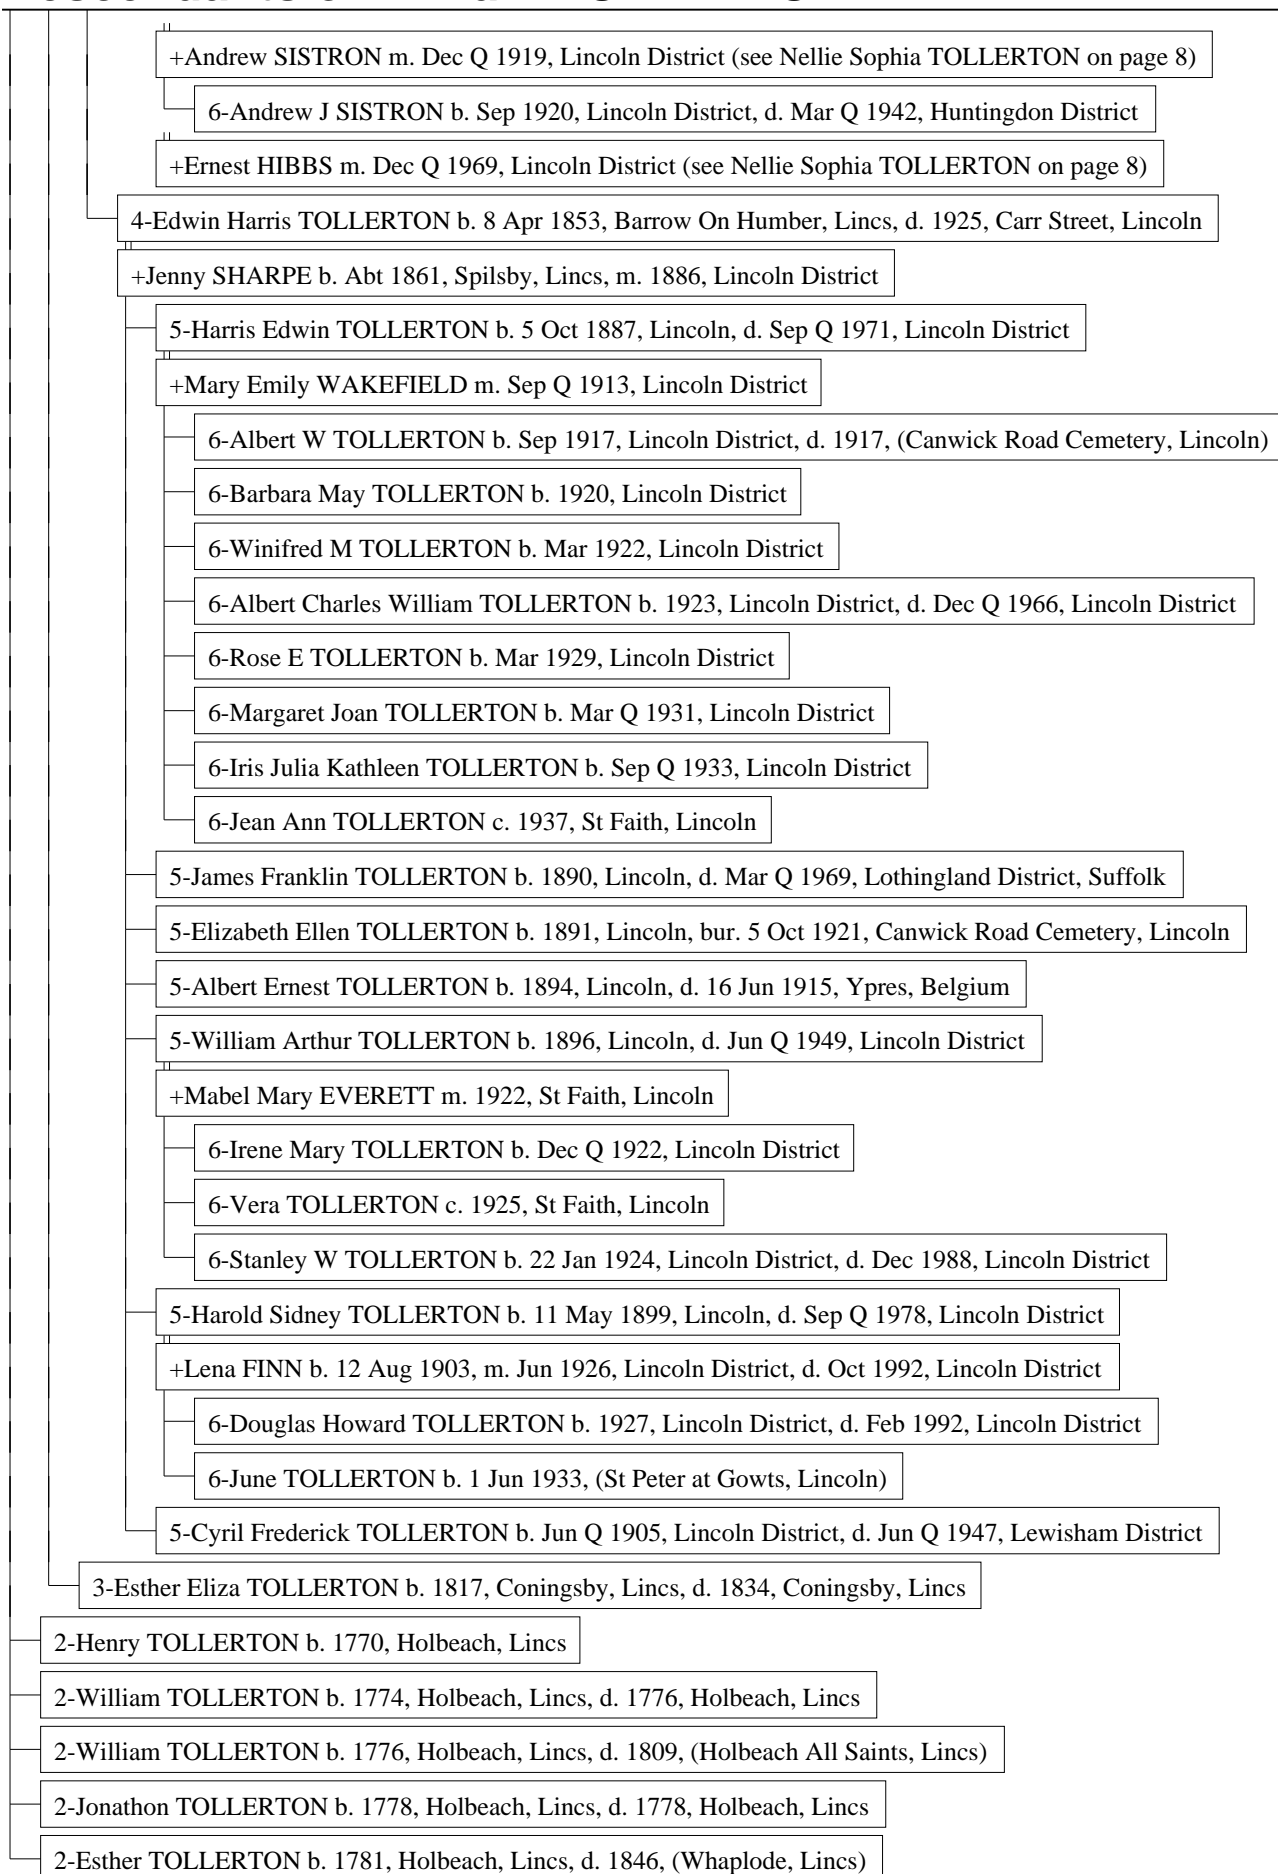 +Andrew SISTRON m. Dec Q 1919, Lincoln District (see Nellie Sophia TOLLERTON on page 8)
6-Andrew J SISTRON b. Sep 1920, Lincoln District, d. Mar Q 1942, Huntingdon District
+Ernest HIBBS m. Dec Q 1969, Lincoln District (see Nellie Sophia TOLLERTON on page 8)
4-Edwin Harris TOLLERTON b. 8 Apr 1853, Barrow On Humber, Lincs, d. 1925, Carr Street, Lincoln
+Jenny SHARPE b. Abt 1861, Spilsby, Lincs, m. 1886, Lincoln District
5-Harris Edwin TOLLERTON b. 5 Oct 1887, Lincoln, d. Sep Q 1971, Lincoln District
+Mary Emily WAKEFIELD m. Sep Q 1913, Lincoln District
6-Albert W TOLLERTON b. Sep 1917, Lincoln District, d. 1917, (Canwick Road Cemetery, Lincoln)
6-Barbara May TOLLERTON b. 1920, Lincoln District
6-Winifred M TOLLERTON b. Mar 1922, Lincoln District
6-Albert Charles William TOLLERTON b. 1923, Lincoln District, d. Dec Q 1966, Lincoln District
6-Rose E TOLLERTON b. Mar 1929, Lincoln District
6-Margaret Joan TOLLERTON b. Mar Q 1931, Lincoln District
6-Iris Julia Kathleen TOLLERTON b. Sep Q 1933, Lincoln District
6-Jean Ann TOLLERTON c. 1937, St Faith, Lincoln
5-James Franklin TOLLERTON b. 1890, Lincoln, d. Mar Q 1969, Lothingland District, Suffolk
5-Elizabeth Ellen TOLLERTON b. 1891, Lincoln, bur. 5 Oct 1921, Canwick Road Cemetery, Lincoln
5-Albert Ernest TOLLERTON b. 1894, Lincoln, d. 16 Jun 1915, Ypres, Belgium
5-William Arthur TOLLERTON b. 1896, Lincoln, d. Jun Q 1949, Lincoln District
+Mabel Mary EVERETT m. 1922, St Faith, Lincoln
6-Irene Mary TOLLERTON b. Dec Q 1922, Lincoln District
6-Vera TOLLERTON c. 1925, St Faith, Lincoln
6-Stanley W TOLLERTON b. 22 Jan 1924, Lincoln District, d. Dec 1988, Lincoln District
5-Harold Sidney TOLLERTON b. 11 May 1899, Lincoln, d. Sep Q 1978, Lincoln District
+Lena FINN b. 12 Aug 1903, m. Jun 1926, Lincoln District, d. Oct 1992, Lincoln District
6-Douglas Howard TOLLERTON b. 1927, Lincoln District, d. Feb 1992, Lincoln District
6-June TOLLERTON b. 1 Jun 1933, (St Peter at Gowts, Lincoln)
5-Cyril Frederick TOLLERTON b. Jun Q 1905, Lincoln District, d. Jun Q 1947, Lewisham District
3-Esther Eliza TOLLERTON b. 1817, Coningsby, Lincs, d. 1834, Coningsby, Lincs
2-Henry TOLLERTON b. 1770, Holbeach, Lincs
2-William TOLLERTON b. 1774, Holbeach, Lincs, d. 1776, Holbeach, Lincs
2-William TOLLERTON b. 1776, Holbeach, Lincs, d. 1809, (Holbeach All Saints, Lincs)
2-Jonathon TOLLERTON b. 1778, Holbeach, Lincs, d. 1778, Holbeach, Lincs
2-Esther TOLLERTON b. 1781, Holbeach, Lincs, d. 1846, (Whaplode, Lincs)